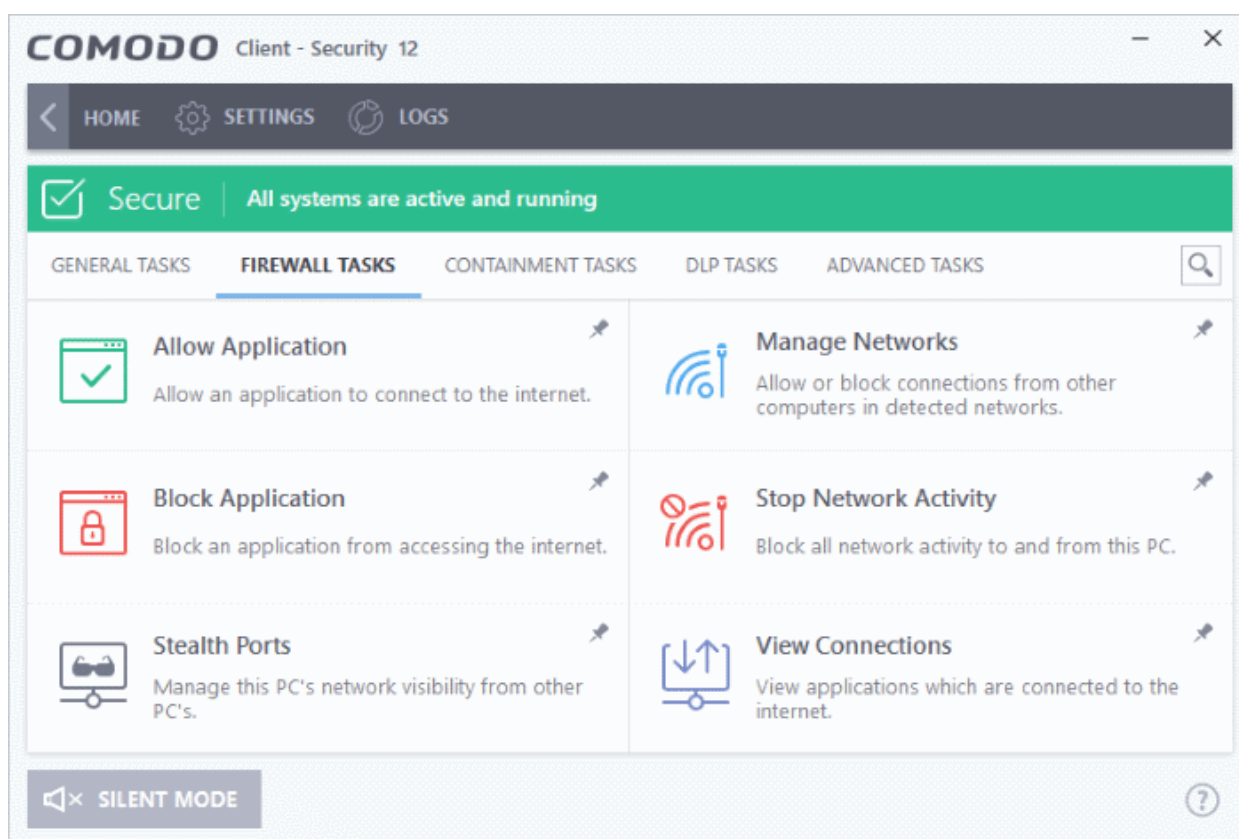 COMODO Client - Security 12
HOME SETTINGS LOGS
Secure All systems are active and running
GENERAL TASKS FIREWALL TASKS CONTAINMENT TASKS DLP TASKS ADVANCED TASKS
Allow Application
Allow an application to connect to the internet.
Manage Networks
Allow or block connections from other
computers in detected networks.
Block Application
Block an application from accessing the internet.
Stop Network Activity
Block all network activity to and from this PC.
Stealth Ports
Manage this PC's network visibility from other
PC's.
View Connections
View applications which are connected to the
internet.
SILENT MODE
?